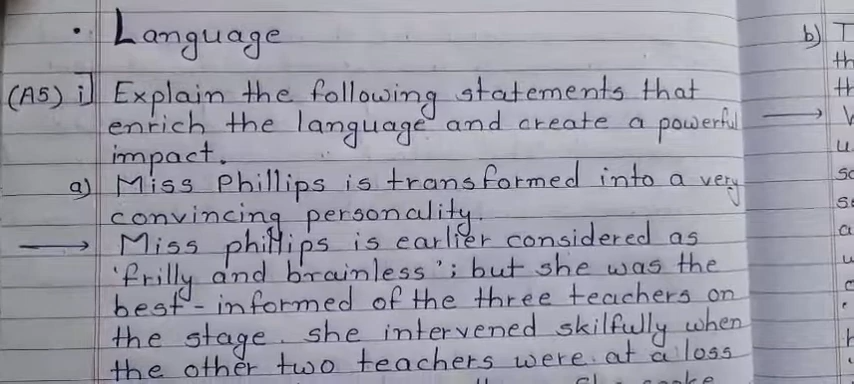 • Language
(A5) i] Explain the following statements that
enrich the language and create a powerful
impact.
a) Miss Phillips is transformed into a very
convincing personality.
→ Miss phillips is earlier considered as
'frilly and brainless'; but she was the
best-informed of the three teachers on
the stage. she intervened skilfully when
the other two teachers were at a loss
b)